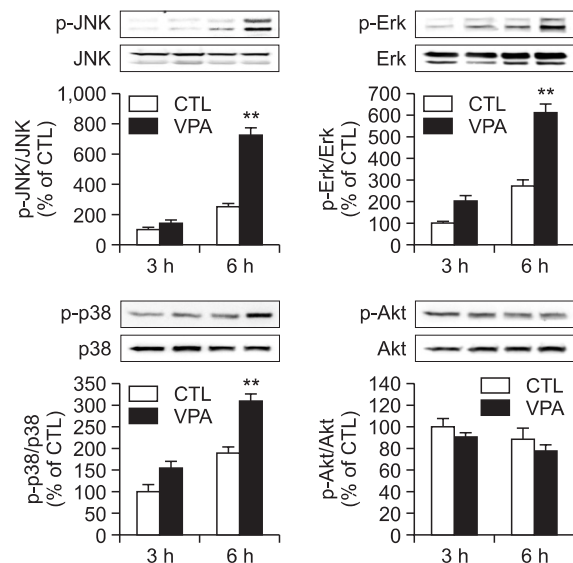 p-JNK
JNK
1,000
800
600
400
200
0
p-JNK/JNK
(% of CTL)
CTL
VPA
**
3 h
6 h
p-Erk
Erk
700
600
500
400
300
200
100
0
p-Erk/Erk
(% of CTL)
CTL
VPA
**
3 h
6 h
p-p38
p38
350
300
250
200
150
100
50
0
p-p38/p38
(% of CTL)
CTL
VPA
**
3 h
6 h
p-Akt
Akt
140
120
100
80
60
40
20
0
p-Akt/Akt
(% of CTL)
CTL
VPA
3 h
6 h